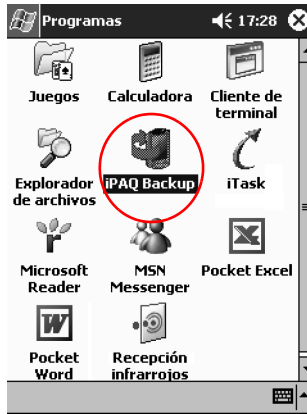 Programas 17:28
Juegos Calculadora Cliente de
terminal
Explorador iPAQ Backup iTask
de archivos
Microsoft MSN Pocket Excel
Reader Messenger
Pocket Recepción
Word infrarrojos